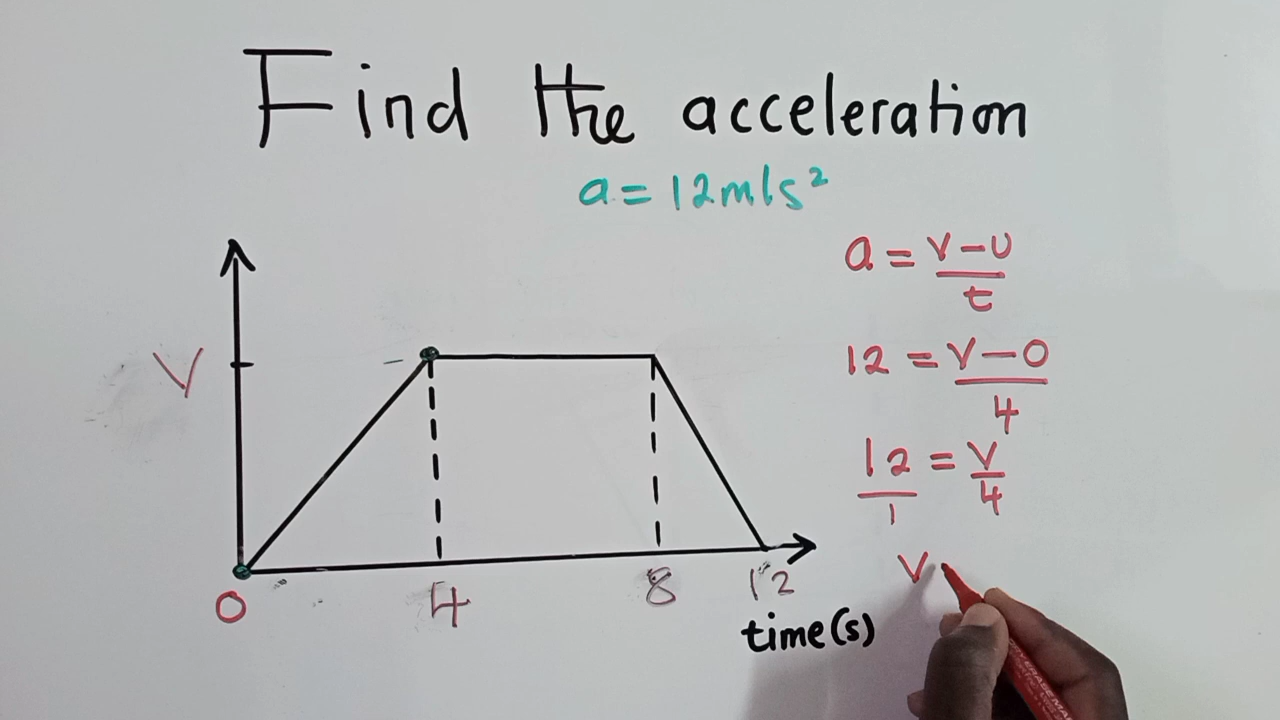 Find the acceleration
a = 12m/s²
a = v-u
t
12 = v-0
4
12 = v
1 4
v
V
0 4 8 12
time(s)